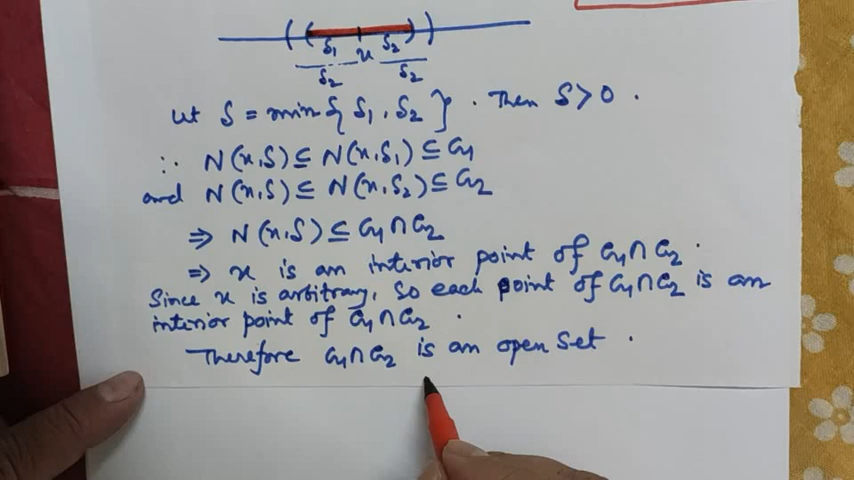 ( ( ) )
δ₁ x δ₂
δ₂ δ₂
Let δ = min { δ₁, δ₂ }. Then δ > 0.
∴ N(x, δ) ⊆ N(x, δ₁) ⊆ G₁
and N(x, δ) ⊆ N(x, δ₂) ⊆ G₂
⇒ N(x, δ) ⊆ G₁ ∩ G₂
⇒ x is an interior point of G₁ ∩ G₂.
Since x is arbitrary, so each point of G₁ ∩ G₂ is an
interior point of G₁ ∩ G₂.
Therefore G₁ ∩ G₂ is an open set.